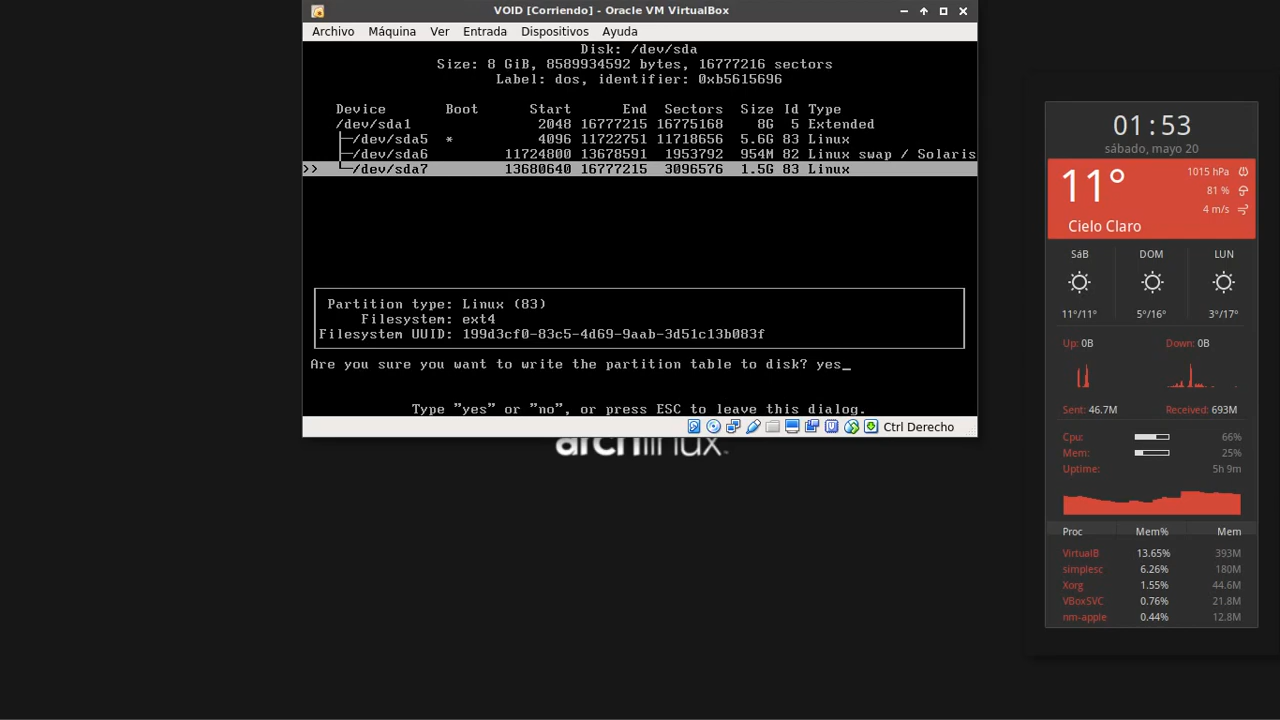 VOID [Corriendo] - Oracle VM VirtualBox
Archivo Máquina Ver Entrada Dispositivos Ayuda
Disk: /dev/sda
Size: 8 GiB, 8589934592 bytes, 16777216 sectors
Label: dos, identifier: 0xb5615696
Device Boot Start End Sectors Size Id Type
/dev/sda1 2048 16777215 16775168 8G 5 Extended
├─/dev/sda5 * 4096 11722751 11718656 5.6G 83 Linux
├─/dev/sda6 11724800 13678591 1953792 954M 82 Linux swap / Solaris
>> └─/dev/sda7 13680640 16777215 3096576 1.5G 83 Linux
Partition type: Linux (83)
Filesystem: ext4
Filesystem UUID: 199d3cf0-83c5-4d69-9aab-3d51c13b083f
Are you sure you want to write the partition table to disk? yes_
Type "yes" or "no", or press ESC to leave this dialog.
Ctrl Derecho
archlinux™
01:53
sábado, mayo 20
11°
1015 hPa
81 %
4 m/s
Cielo Claro
SáB DOM LUN
11°/11° 5°/16° 3°/17°
Up: 0B Down: 0B
Sent: 46.7M Received: 693M
Cpu: 66%
Mem: 25%
Uptime: 5h 9m
Proc Mem% Mem
VirtualB 13.65% 393M
simplesc 6.26% 180M
Xorg 1.55% 44.6M
VBoxSVC 0.76% 21.8M
nm-apple 0.44% 12.8M